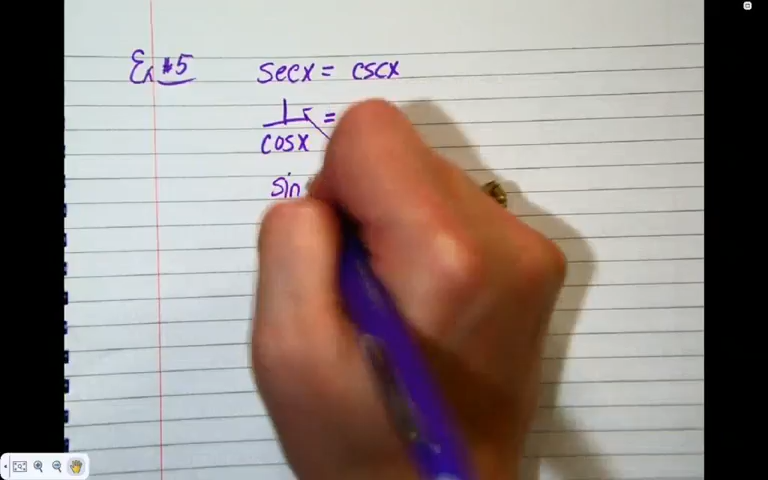 Ex #5 secx = cscx
1 =
cosx
sin